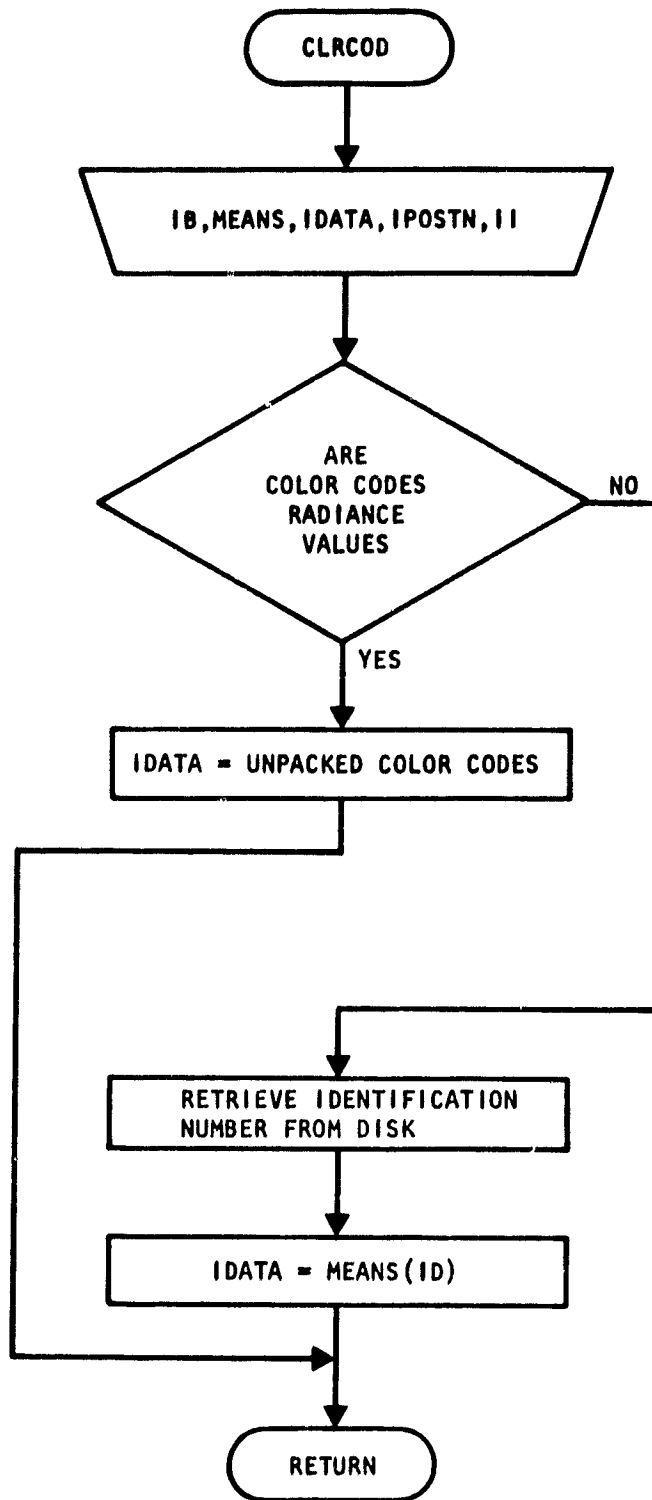 CLRCOD
IB,MEANS,IDATA,IPOSTN,II
ARE
COLOR CODES
RADIANCE
VALUES
NO
YES
IDATA = UNPACKED COLOR CODES
RETRIEVE IDENTIFICATION
NUMBER FROM DISK
IDATA = MEANS(ID)
RETURN